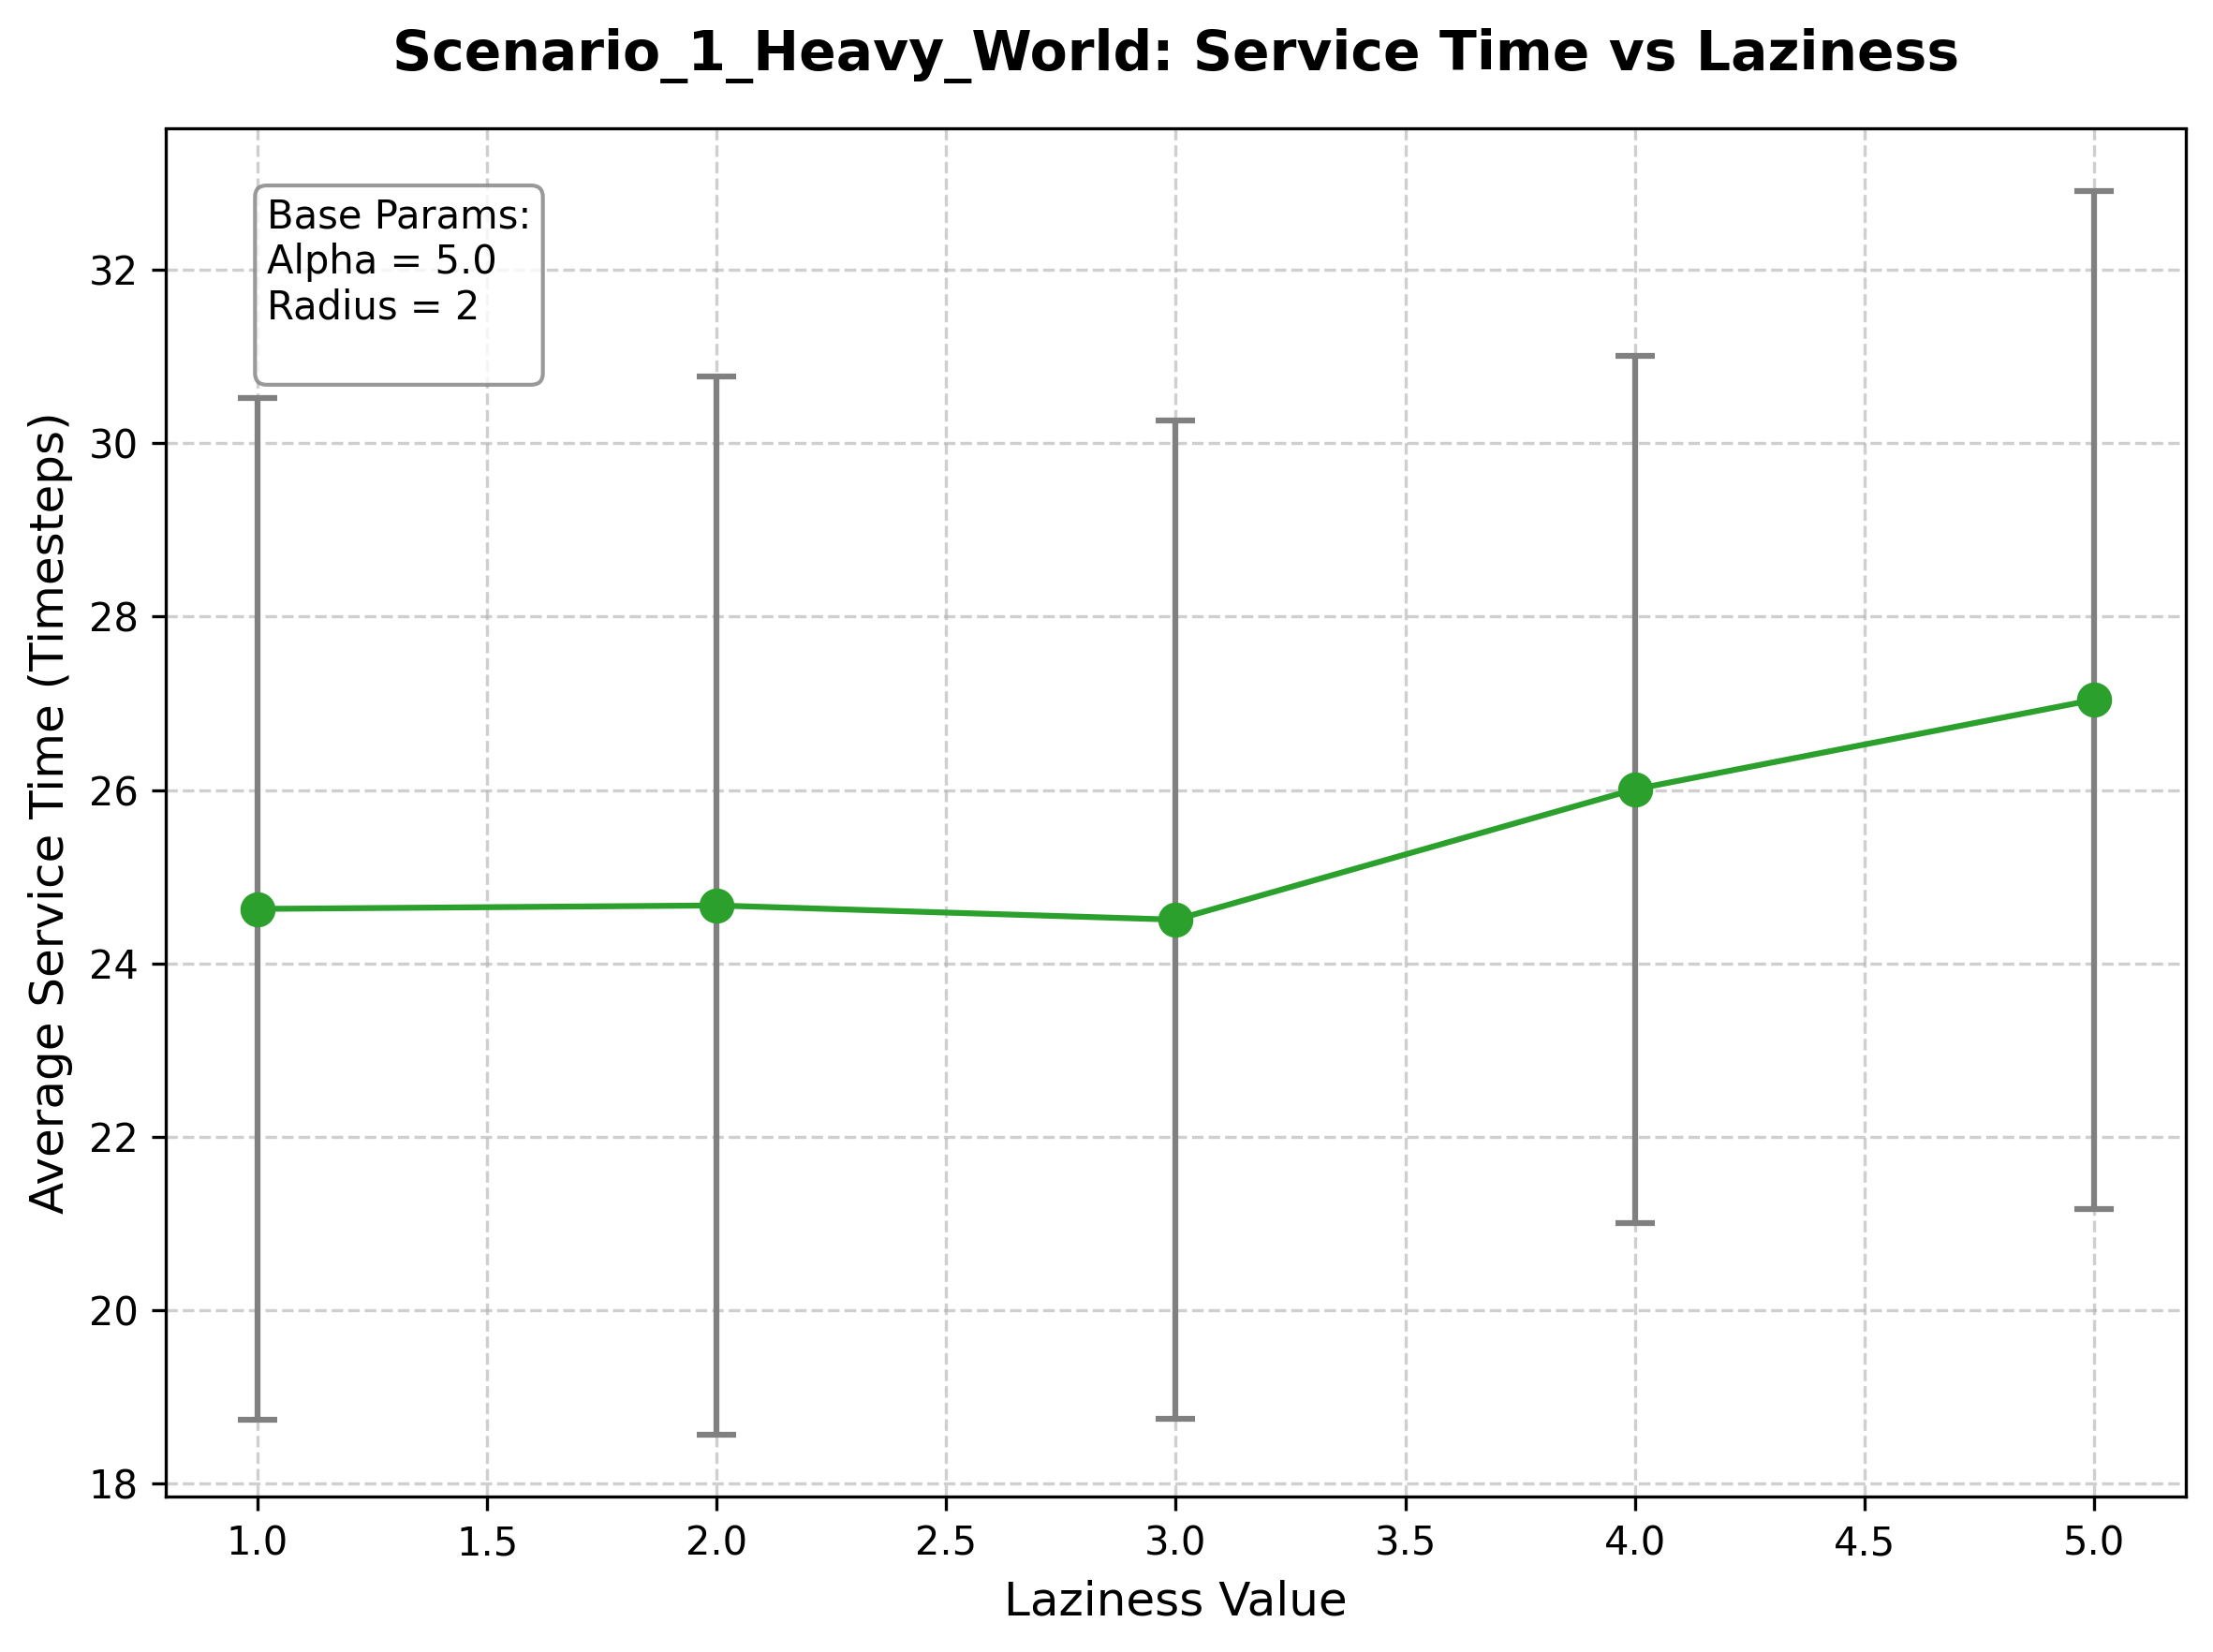 Scenario_1_Heavy_World: Service Time vs Laziness
Base Params:
Alpha = 5.0
Radius = 2
Average Service Time (Timesteps)
32
30
28
26
24
22
20
18
1.0 1.5 2.0 2.5 3.0 3.5 4.0 4.5 5.0
Laziness Value